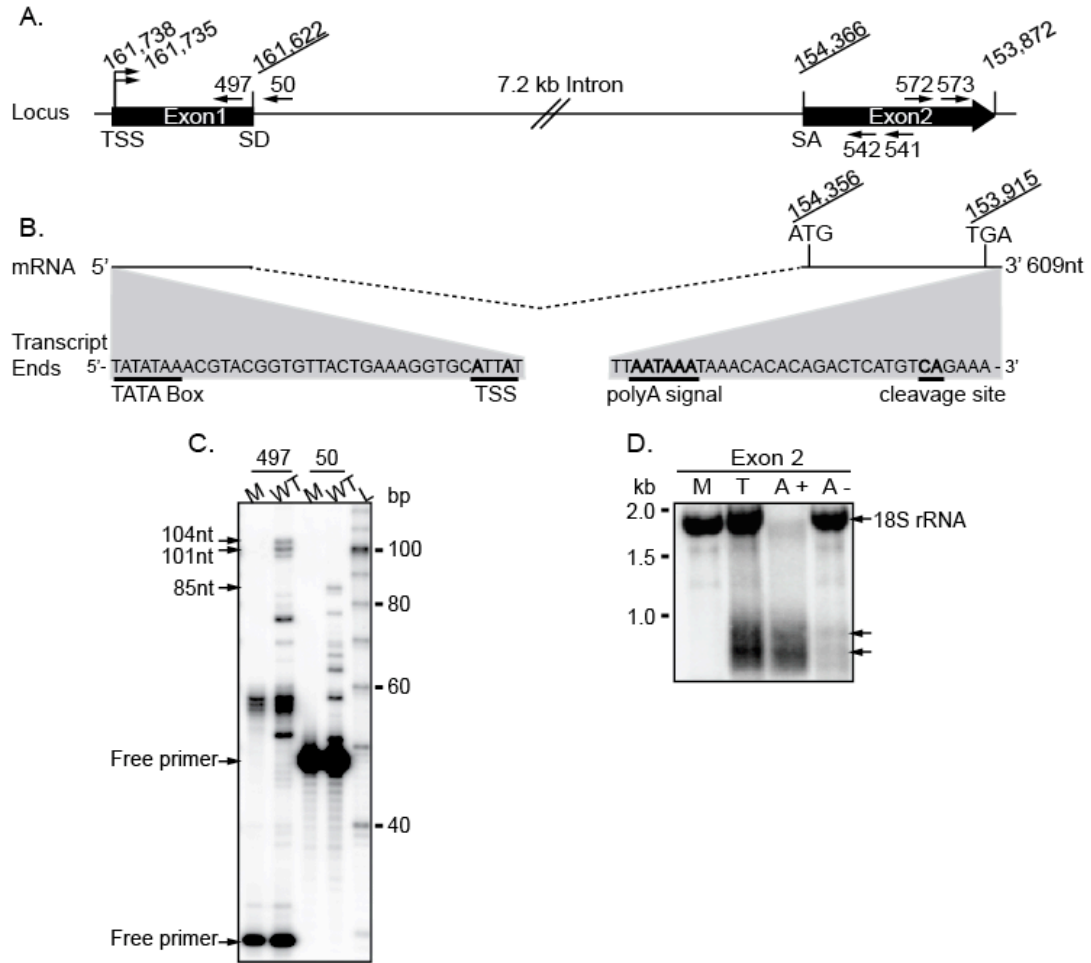 A.
161,738
161,735
161,622
154,366
153,872
497 50
7.2 kb Intron
572 573
Locus
Exon1
Exon2
TSS
SD
SA
542 541
154,356
153,915
B.
ATG
TGA
mRNA 5'
3' 609nt
Transcript
Ends
5'- TATATAAACGTACGGTGTTACTGAAAGGTGCATTAT
TTAATAAATAAACACACAGACTCATGTCAGAAA - 3'
TATA Box
TSS
polyA signal
cleavage site
C.
497 50
M WT M WT L bp
104nt
101nt
100
85nt
80
60
Free primer
40
Free primer
D.
Exon 2
kb M T A + A -
2.0
18S rRNA
1.5
1.0